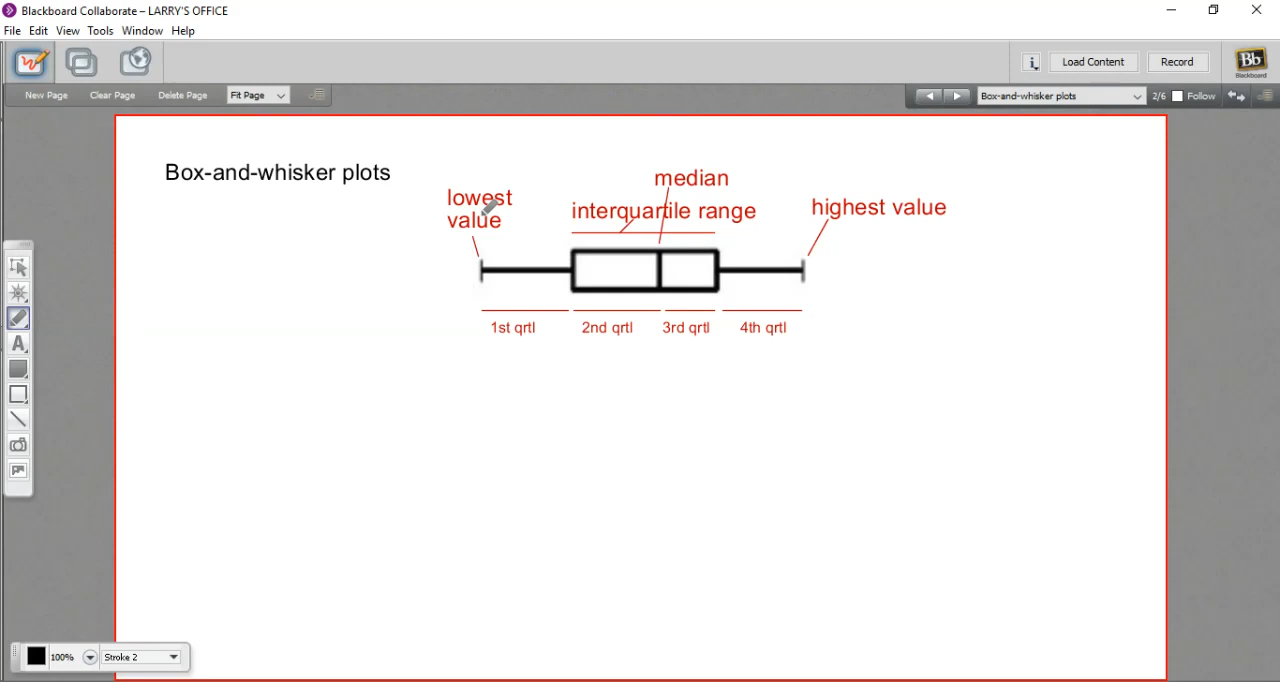 Blackboard Collaborate – LARRY'S OFFICE
File Edit View Tools Window Help
i Load Content Record Bb
Blackboard
New Page Clear Page Delete Page Fit Page Box-and-whisker plots 2/6 Follow
Box-and-whisker plots
median
lowest
value
interquartile range
highest value
1st qrtl 2nd qrtl 3rd qrtl 4th qrtl
A
100% Stroke 2